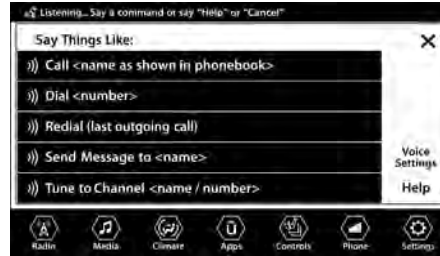 Listening... Say a command or say "Help" or "Cancel"
Say Things Like:
Call <name as shown in phonebook>
Dial <number>
Redial (last outgoing call)
Send Message to <name>
Tune to Channel <name / number>
Voice
Settings
Help
Radio
Media
Climate
Apps
Controls
Phone
Settings